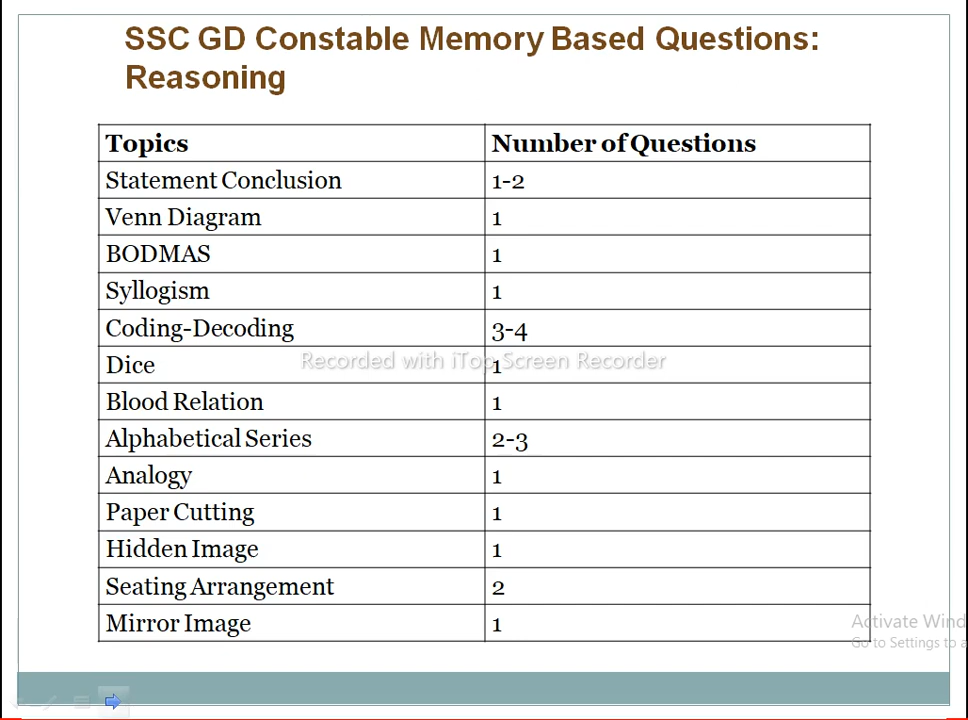 SSC GD Constable Memory Based Questions:
Reasoning
Topics Number of Questions
Statement Conclusion 1-2
Venn Diagram 1
BODMAS 1
Syllogism 1
Coding-Decoding 3-4
Recorded with iTop Screen Recorder
Dice 1
Blood Relation 1
Alphabetical Series 2-3
Analogy 1
Paper Cutting 1
Hidden Image 1
Seating Arrangement 2
Mirror Image 1
Activate Wind
Go to Settings to a